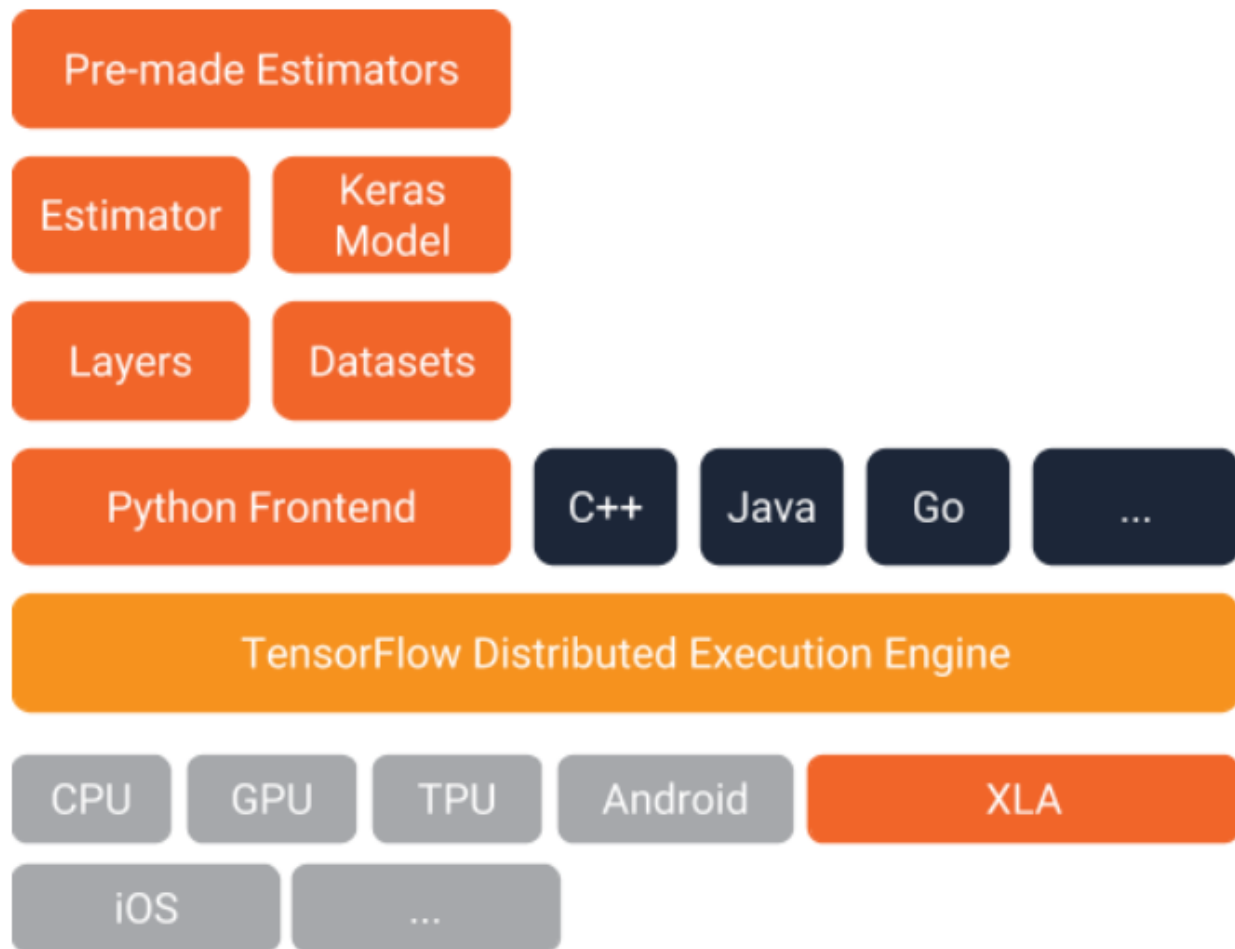 Pre-made Estimators
Estimator
Keras
Model
Layers
Datasets
Python Frontend
C++
Java
Go
...
TensorFlow Distributed Execution Engine
CPU
GPU
TPU
Android
XLA
iOS
...